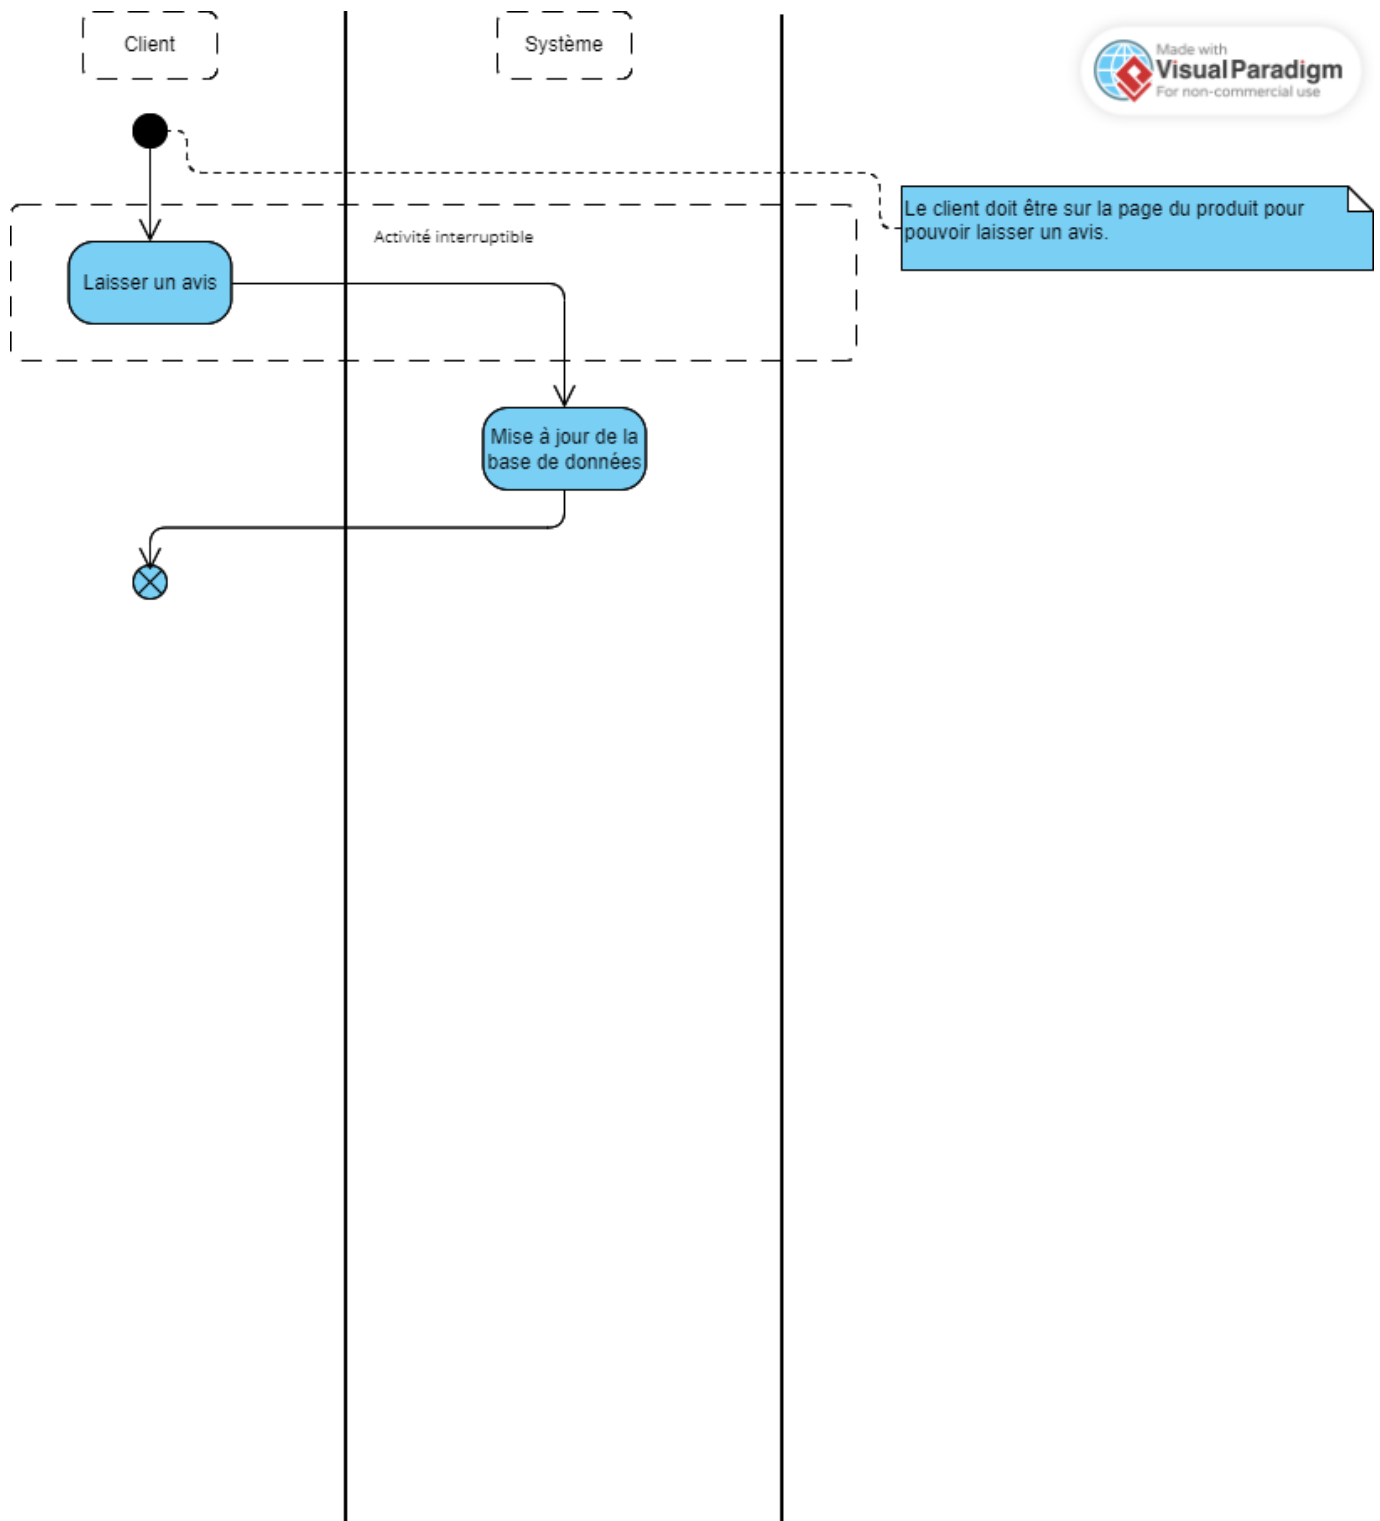 Client
Système
Made with
Visual Paradigm
For non-commercial use
Le client doit être sur la page du produit pour
pouvoir laisser un avis.
Activité interruptible
Laisser un avis
Mise à jour de la
base de données